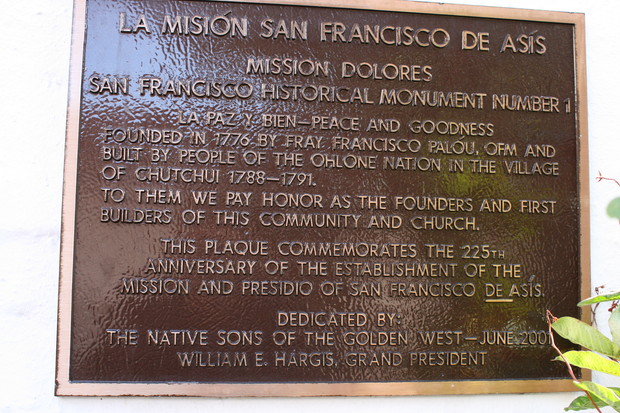 LA MISIÓN SAN FRANCISCO DE ASÍS
MISSION DOLORES
SAN FRANCISCO HISTORICAL MONUMENT NUMBER 1
LA PAZ Y BIEN—PEACE AND GOODNESS
FOUNDED IN 1776 BY FRAY. FRANCISCO PALOU, OFM AND
BUILT BY PEOPLE OF THE OHLONE NATION IN THE VILLAGE
OF CHUTCHUI 1788—1791.
TO THEM WE PAY HONOR AS THE FOUNDERS AND FIRST
BUILDERS OF THIS COMMUNITY AND CHURCH.
THIS PLAQUE COMMEMORATES THE 225TH
ANNIVERSARY OF THE ESTABLISHMENT OF THE
MISSION AND PRESIDIO OF SAN FRANCISCO DE ASÍS.
DEDICATED BY:
THE NATIVE SONS OF THE GOLDEN WEST—JUNE
WILLIAM E. HARGIS, GRAND PRESIDENT